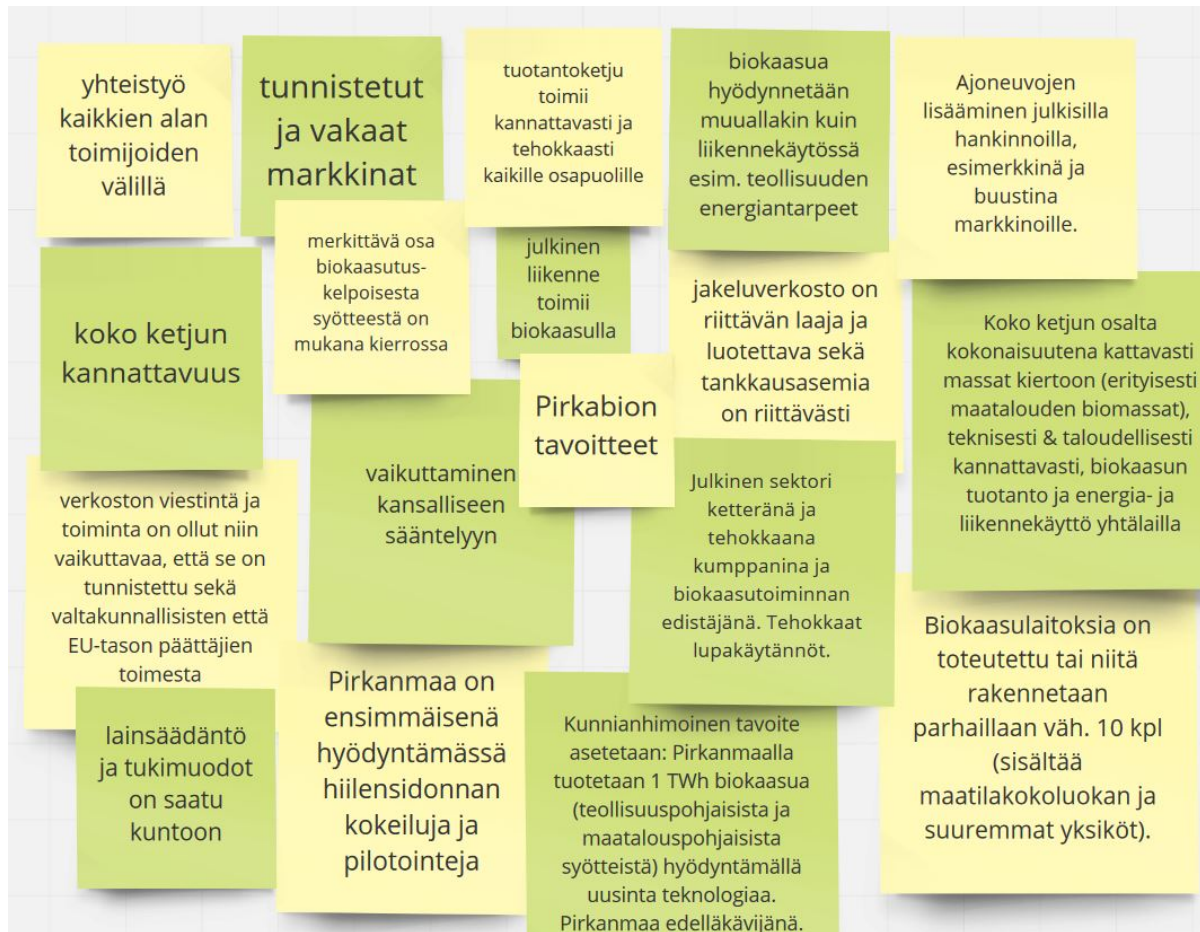 yhteistyö
kaikkien alan
toimijoiden
välillä
tunnistetut
ja vakaat
markkinat
tuotantoketju
toimii
kannattavasti ja
tehokkaasti
kaikille osapuolille
biokaasua
hyödynnetään
muuallakin kuin
liikennekäytössä
esim. teollisuuden
energiantarpeet
Ajoneuvojen
lisääminen julkisilla
hankinnoilla,
esimerkkinä ja
buustina
markkinoille.
koko ketjun
kannattavuus
merkittävä osa
biokaasutus-
kelpoisesta
syötteestä on
mukana kierrossa
julkinen
liikenne
toimii
biokaasulla
jakeluverkosto on
riittävän laaja ja
luotettava sekä
tankkausasemia
on riittävästi
Koko ketjun osalta
kokonaisuutena kattavasti
massat kiertoon (erityisesti
maatalouden biomassat),
teknisesti & taloudellisesti
kannattavasti, biokaasun
tuotanto ja energia- ja
liikennekäyttö yhtälailla
Pirkabion
tavoitteet
verkoston viestintä ja
toiminta on ollut niin
vaikuttavaa, että se on
tunnistettu sekä
valtakunnallisisten että
EU-tason päättäjien
toimesta
vaikuttaminen
kansalliseen
sääntelyyn
Julkinen sektori
ketteränä ja
tehokkaana
kumppanina ja
biokaasutoiminnan
edistäjänä. Tehokkaat
lupakäytännöt.
Biokaasulaitoksia on
toteutettu tai niitä
rakennetaan
parhaillaan väh. 10 kpl
(sisältää
maatilakokoluokan ja
suuremmat yksiköt).
lainsäädäntö
ja tukimuodot
on saatu
kuntoon
Pirkanmaa on
ensimmäisenä
hyödyntämässä
hiilensidonnan
kokeiluja ja
pilotointeja
Kunnianhimoinen tavoite
asetetaan: Pirkanmaalla
tuotetaan 1 TWh biokaasua
(teollisuuspohjaisista ja
maatalouspohjaisista
syötteistä) hyödyntämällä
uusinta teknologiaa.
Pirkanmaa edelläkävijänä.